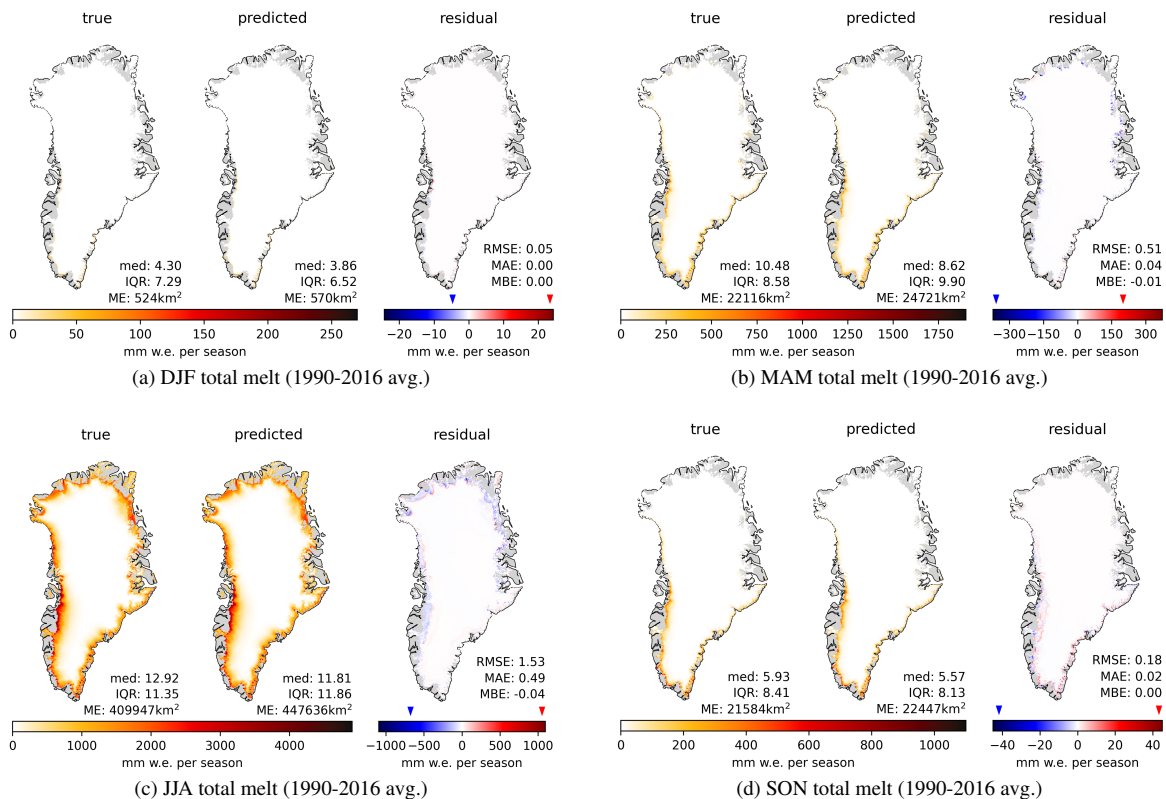 true predicted residual
med: 4.30
IQR: 7.29
ME: 524km²
med: 3.86
IQR: 6.52
ME: 570km²
RMSE: 0.05
MAE: 0.00
MBE: 0.00
0 50 100 150 200 250
mm w.e. per season
−20 −10 0 10 20
mm w.e. per season
(a) DJF total melt (1990-2016 avg.)
true predicted residual
med: 10.48
IQR: 8.58
ME: 22116km²
med: 8.62
IQR: 9.90
ME: 24721km²
RMSE: 0.51
MAE: 0.04
MBE: -0.01
0 250 500 750 1000 1250 1500 1750
mm w.e. per season
−300 −150 0 150 300
mm w.e. per season
(b) MAM total melt (1990-2016 avg.)
true predicted residual
med: 12.92
IQR: 11.35
ME: 409947km²
med: 11.81
IQR: 11.86
ME: 447636km²
RMSE: 1.53
MAE: 0.49
MBE: -0.04
0 1000 2000 3000 4000
mm w.e. per season
−1000 −500 0 500 1000
mm w.e. per season
(c) JJA total melt (1990-2016 avg.)
true predicted residual
med: 5.93
IQR: 8.41
ME: 21584km²
med: 5.57
IQR: 8.13
ME: 22447km²
RMSE: 0.18
MAE: 0.02
MBE: 0.00
0 200 400 600 800 1000
mm w.e. per season
−40 −20 0 20 40
mm w.e. per season
(d) SON total melt (1990-2016 avg.)